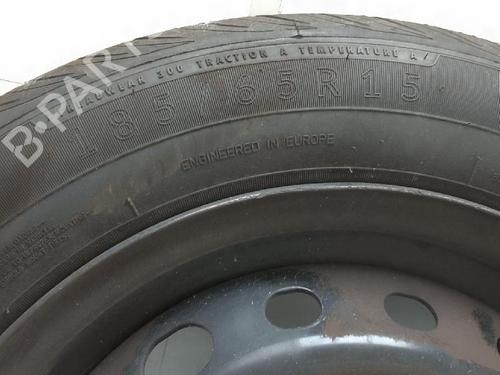 TREADWEAR 300 TRACTION A TEMPERATURE A
185/65R15
ENGINEERED IN EUROPE
B-PARTS